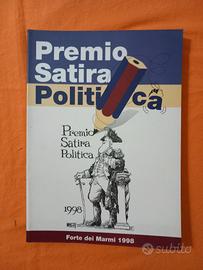 Premio
Satira
Politica
Premio
Satira
Politica
1998
Forte dei Marmi 1998
subito